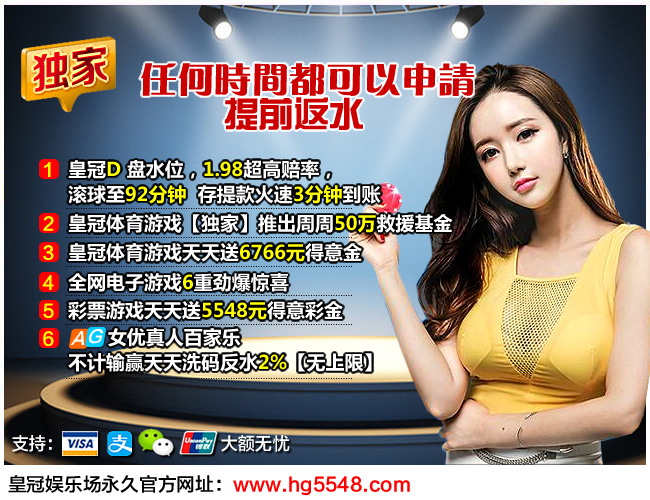 独家
任何時間都可以申請
提前返水
1 皇冠D 盘水位，1.98超高赔率，
滚球至92分钟 存提款火速3分钟到账
2 皇冠体育游戏【独家】推出周周50万救援基金
3 皇冠体育游戏天天送6766元得意金
4 全网电子游戏6重劲爆惊喜
5 彩票游戏天天送5548元得意彩金
6 AG女优真人百家乐
不计输赢天天洗码反水2%【无上限】
支持： VISA 支 UnionPay 银联 大额无忧
皇冠娱乐场永久官方网址：www.hg5548.com